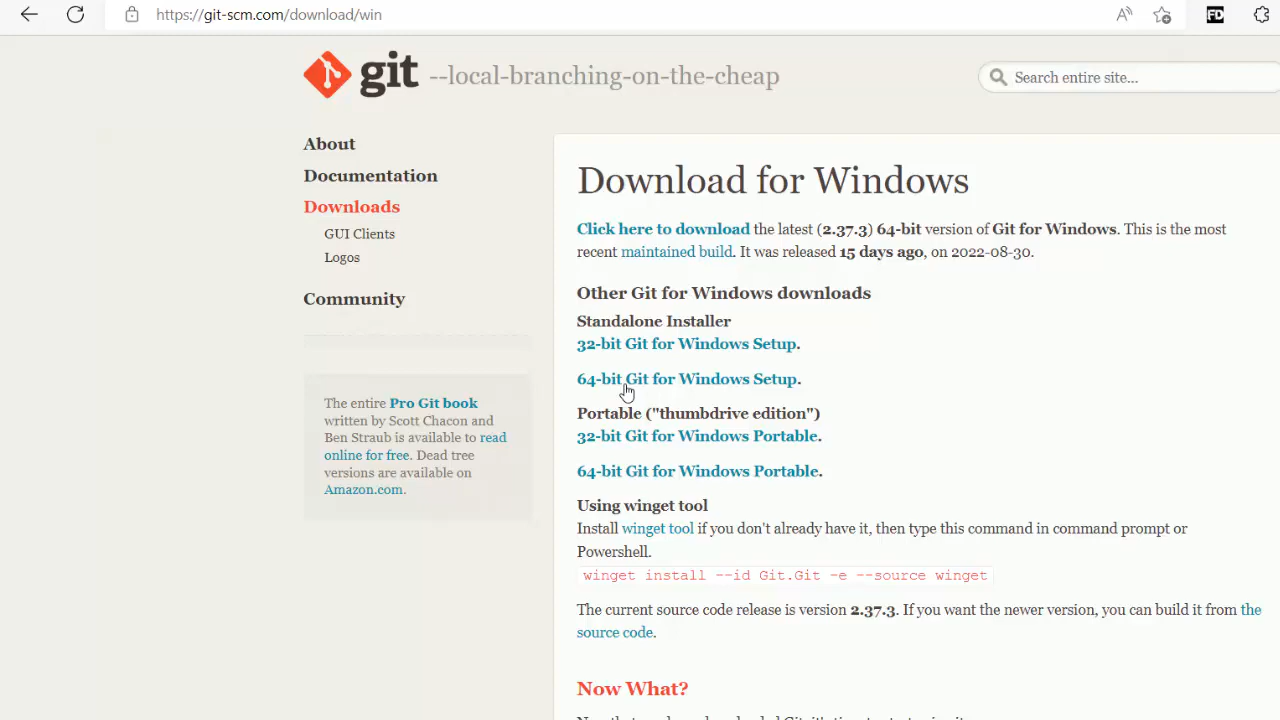 https://git-scm.com/download/win
FD
git --local-branching-on-the-cheap
Search entire site...
About
Documentation
Downloads
GUI Clients
Logos
Community
The entire Pro Git book
written by Scott Chacon and
Ben Straub is available to read
online for free. Dead tree
versions are available on
Amazon.com.
Download for Windows
Click here to download the latest (2.37.3) 64-bit version of Git for Windows. This is the most
recent maintained build. It was released 15 days ago, on 2022-08-30.
Other Git for Windows downloads
Standalone Installer
32-bit Git for Windows Setup.
64-bit Git for Windows Setup.
Portable ("thumbdrive edition")
32-bit Git for Windows Portable.
64-bit Git for Windows Portable.
Using winget tool
Install winget tool if you don't already have it, then type this command in command prompt or
Powershell.
winget install --id Git.Git -e --source winget
The current source code release is version 2.37.3. If you want the newer version, you can build it from the
source code.
Now What?